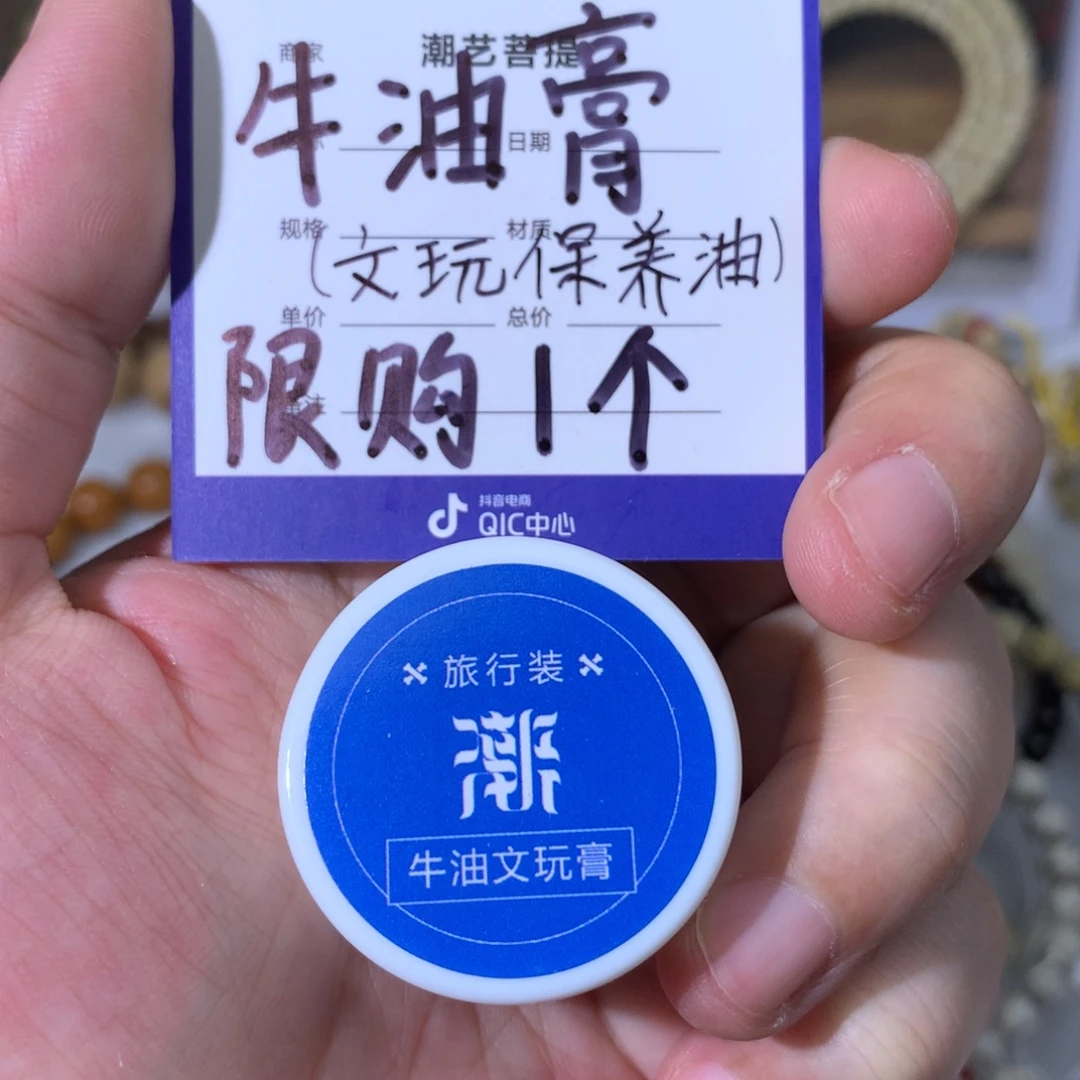 商家 潮艺菩提
牛油膏
日期
规格 材质
(文玩保养油)
单价 总价
限购1个
备注
抖音电商
QIC中心
旅行装
潮
牛油文玩膏